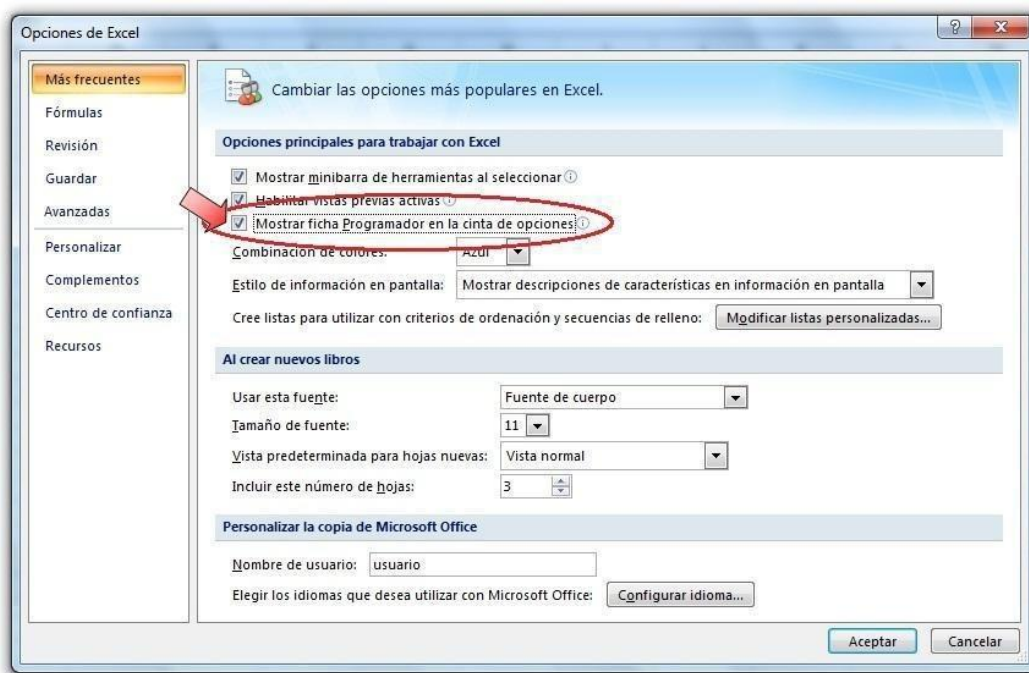 Opciones de Excel
Más frecuentes
Fórmulas
Revisión
Guardar
Avanzadas
Personalizar
Complementos
Centro de confianza
Recursos
Cambiar las opciones más populares en Excel.
Opciones principales para trabajar con Excel
Mostrar minibarra de herramientas al seleccionar
Habilitar vistas previas activas
Mostrar ficha Programador en la cinta de opciones
Combinación de colores: Azul
Estilo de información en pantalla: Mostrar descripciones de características en información en pantalla
Cree listas para utilizar con criterios de ordenación y secuencias de relleno: Modificar listas personalizadas...
Al crear nuevos libros
Usar esta fuente: Fuente de cuerpo
Tamaño de fuente: 11
Vista predeterminada para hojas nuevas: Vista normal
Incluir este número de hojas: 3
Personalizar la copia de Microsoft Office
Nombre de usuario: usuario
Elegir los idiomas que desea utilizar con Microsoft Office: Configurar idioma...
Aceptar Cancelar